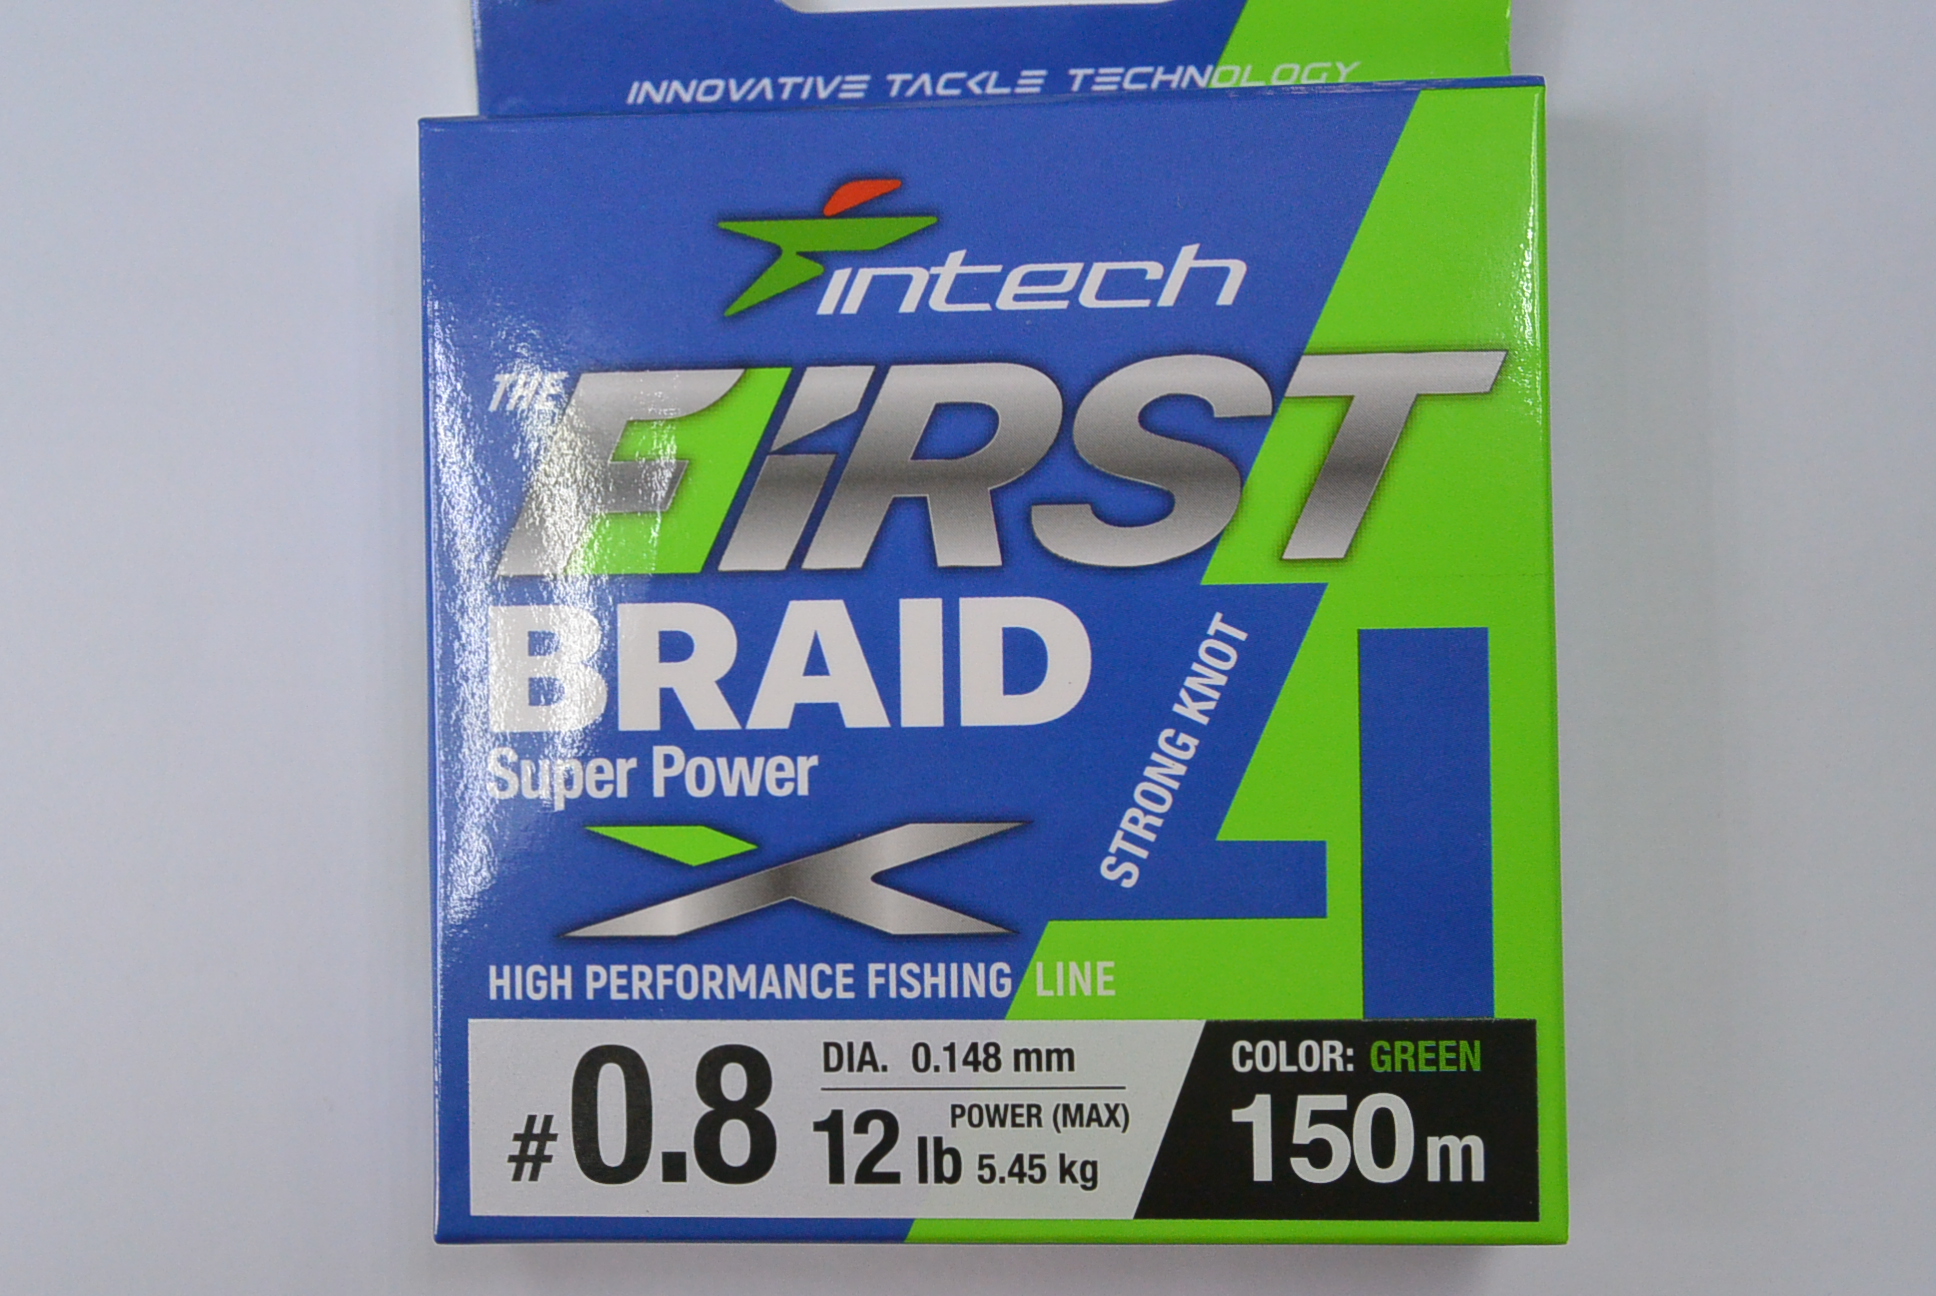 INNOVATIVE TACKLE TECHNOLOGY
intech
THE
FIRST
BRAID
Super Power
STRONG KNOT
X4
HIGH PERFORMANCE FISHING LINE
#0.8
DIA. 0.148 mm
12 lb POWER (MAX) 5.45 kg
COLOR: GREEN
150m